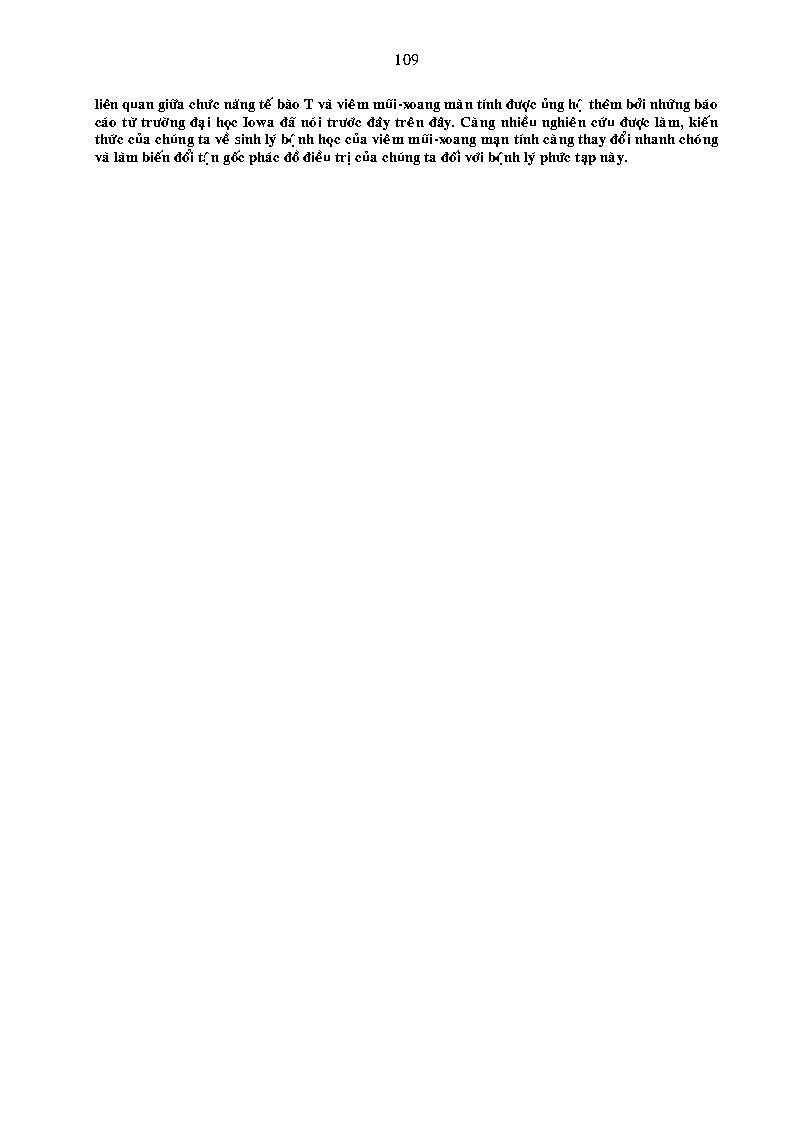 109
liên quan giữa chức năng tế bào T và viêm mũi-xoang mãn tính được ủng hộ thêm bởi những báo
cáo từ trường đại học Iowa đã nói trước đây trên đây. Càng nhiều nghiên cứu được làm, kiến
thức của chúng ta về sinh lý bệnh học của viêm mũi-xoang mạn tính càng thay đổi nhanh chóng
và làm biến đổi tận gốc phác đồ điều trị của chúng ta đối với bệnh lý phức tạp này.